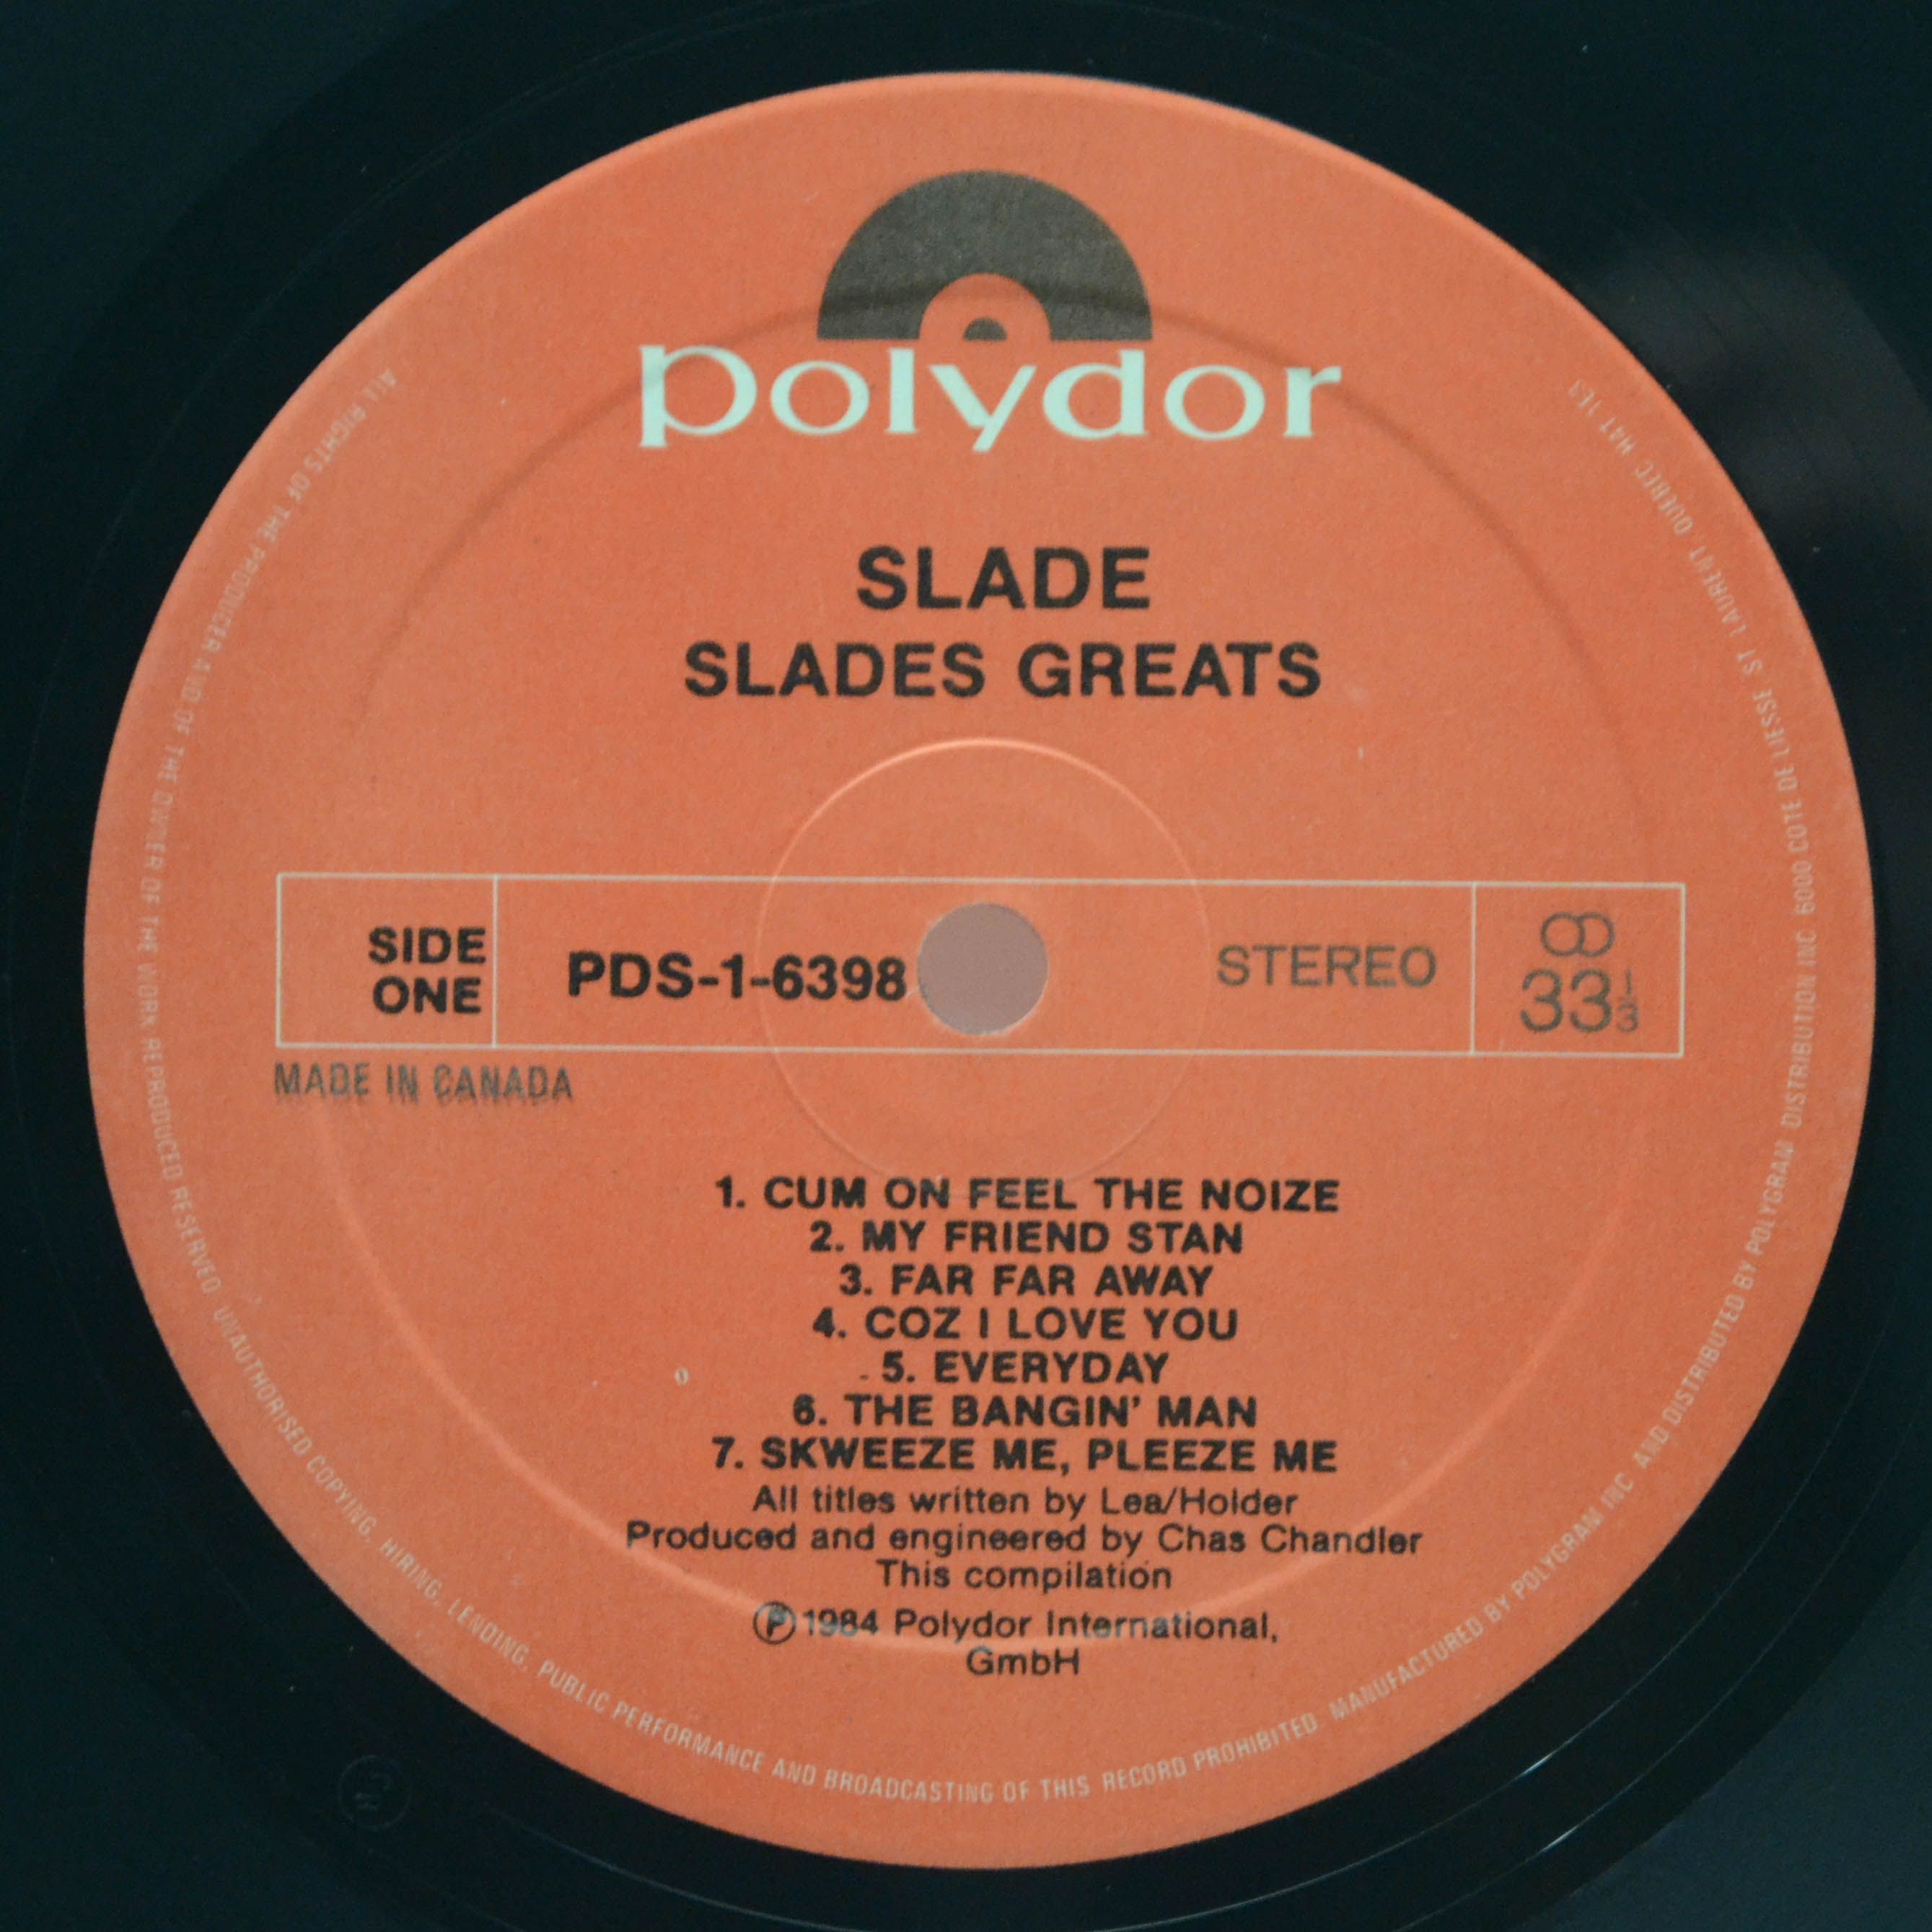 polydor
SLADE
SLADES GREATS
SIDE
ONE
PDS-1-6398
STEREO
33 1/3
MADE IN CANADA
1. CUM ON FEEL THE NOIZE
2. MY FRIEND STAN
3. FAR FAR AWAY
4. COZ I LOVE YOU
5. EVERYDAY
6. THE BANGIN' MAN
7. SKWEEZE ME, PLEEZE ME
All titles written by Lea/Holder
Produced and engineered by Chas Chandler
This compilation
Ⓟ1984 Polydor International,
GmbH
ALL RIGHTS OF THE PRODUCER AND OF THE OWNER OF THE WORK REPRODUCED RESERVED UNAUTHORISED COPYING, HIRING, LENDING, PUBLIC PERFORMANCE AND BROADCASTING OF THIS RECORD PROHIBITED MANUFACTURED BY POLYGRAM INC AND DISTRIBUTED BY POLYGRAM DISTRIBUTION INC 6000 COTE DE LIESSE ST LAURENT, QUEBEC H4T 1E3